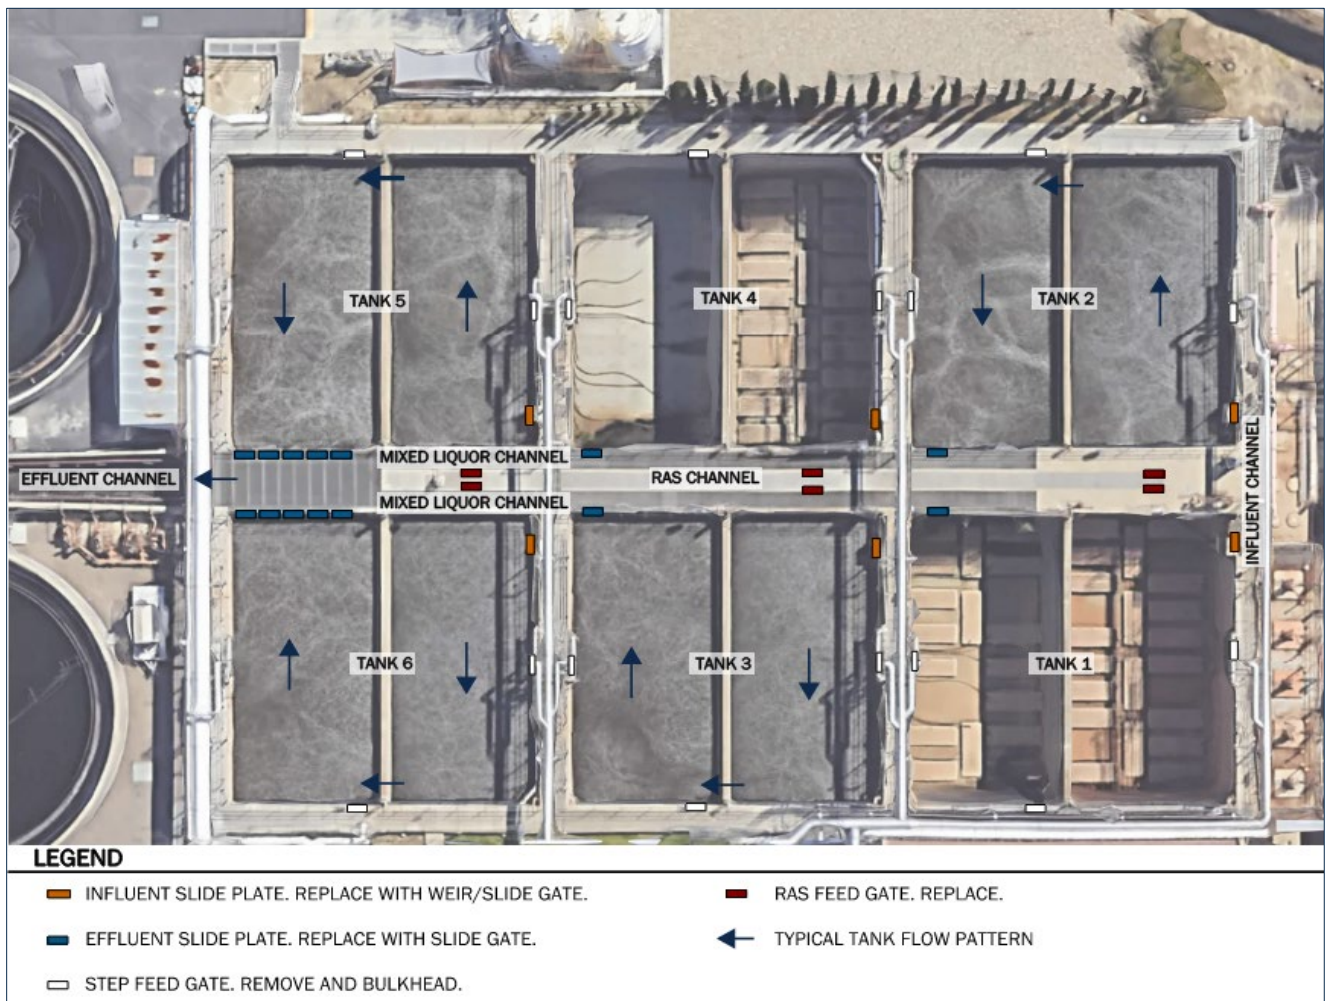 TANK 5
TANK 4
TANK 2
MIXED LIQUOR CHANNEL
EFFLUENT CHANNEL
RAS CHANNEL
MIXED LIQUOR CHANNEL
INFLUENT CHANNEL
TANK 6
TANK 3
TANK 1
LEGEND
INFLUENT SLIDE PLATE. REPLACE WITH WEIR/SLIDE GATE.
RAS FEED GATE. REPLACE.
EFFLUENT SLIDE PLATE. REPLACE WITH SLIDE GATE.
TYPICAL TANK FLOW PATTERN
STEP FEED GATE. REMOVE AND BULKHEAD.